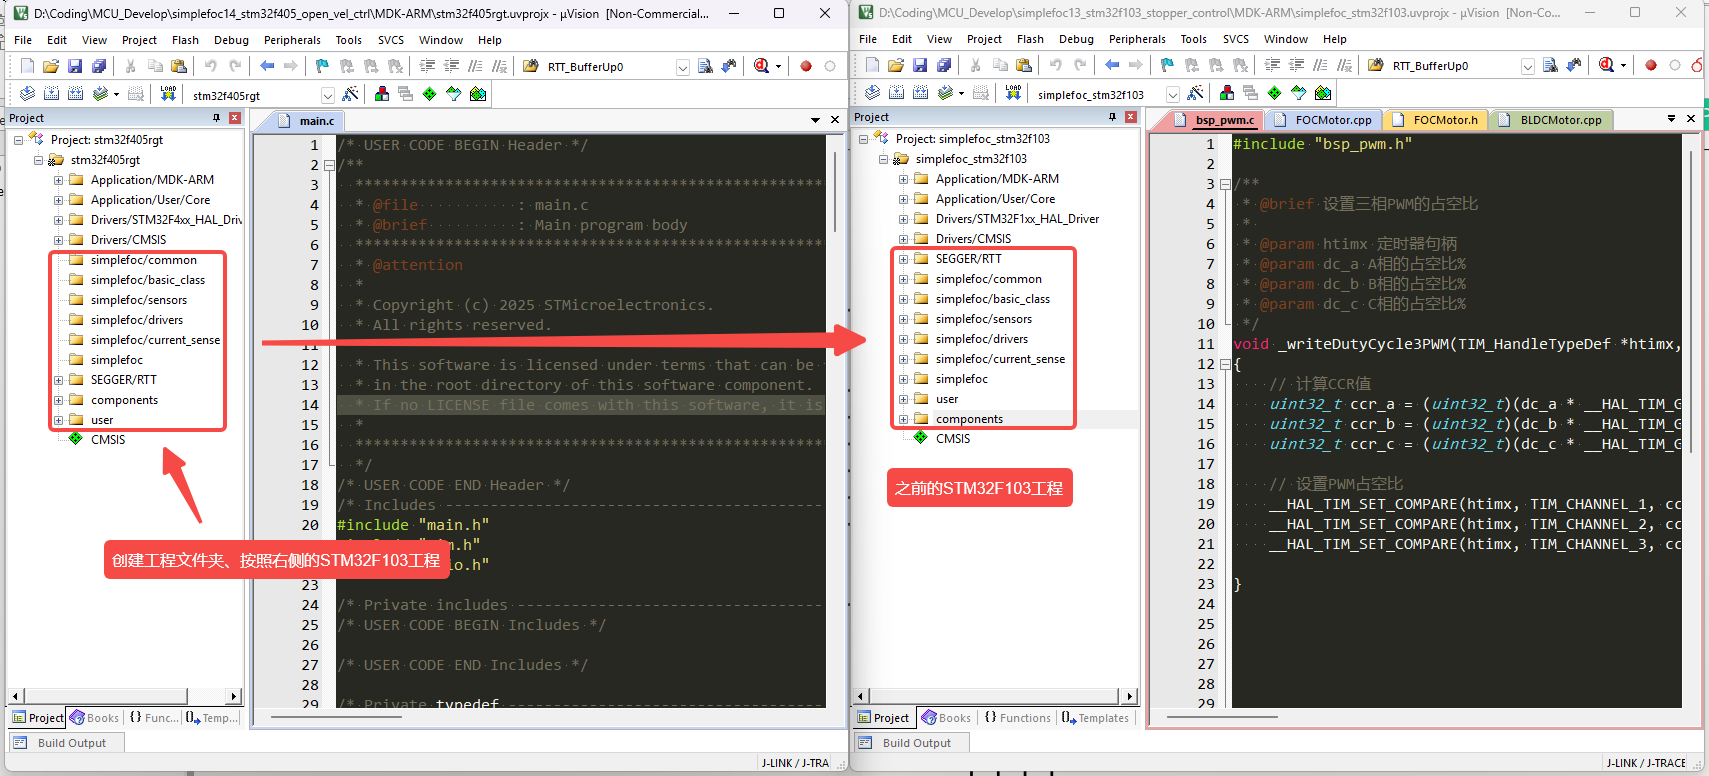 D:\Coding\MCU_Develop\simplefoc14_stm32f405_open_vel_ctrl\MDK-ARM\stm32f405rgt.uvprojx - µVision  [Non-Commercial...
File Edit View Project Flash Debug Peripherals Tools SVCS Window Help
RTT_BufferUp0
LOAD
stm32f405rgt
Project
Project: stm32f405rgt
stm32f405rgt
Application/MDK-ARM
Application/User/Core
Drivers/STM32F4xx_HAL_Driv
Drivers/CMSIS
simplefoc/common
simplefoc/basic_class
simplefoc/sensors
simplefoc/drivers
simplefoc/current_sense
simplefoc
SEGGER/RTT
components
user
CMSIS
创建工程文件夹、按照右侧的STM32F103工程
Project Books {} Func... Temp...
Build Output
J-LINK / J-TRA
main.c
1 /* USER CODE BEGIN Header */
2 /**
3 ******************************************************
4 * @file : main.c
5 * @brief : Main program body
6 ******************************************************
7 * @attention
8 *
9 * Copyright (c) 2025 STMicroelectronics.
10 * All rights reserved.
11
12 * This software is licensed under terms that can be
13 * in the root directory of this software component.
14 * If no LICENSE file comes with this software, it is
15 *
16 ******************************************************
17 */
18 /* USER CODE END Header */
19 /* Includes ------------------------------------------
20 #include "main.h"
m.h"
io.h"
23
24 /* Private includes ----------------------------------
25 /* USER CODE BEGIN Includes */
26
27 /* USER CODE END Includes */
28
29 /* Private typedef -----------------------------------
D:\Coding\MCU_Develop\simplefoc13_stm32f103_stopper_control\MDK-ARM\simplefoc_stm32f103.uvprojx - µVision  [Non-Co...
File Edit View Project Flash Debug Peripherals Tools SVCS Window Help
RTT_BufferUp0
LOAD
simplefoc_stm32f103
Project
Project: simplefoc_stm32f103
simplefoc_stm32f103
Application/MDK-ARM
Application/User/Core
Drivers/STM32F1xx_HAL_Driver
Drivers/CMSIS
SEGGER/RTT
simplefoc/common
simplefoc/basic_class
simplefoc/sensors
simplefoc/drivers
simplefoc/current_sense
simplefoc
user
components
CMSIS
之前的STM32F103工程
Project Books {} Functions Templates
Build Output
J-LINK / J-TRACE
bsp_pwm.c FOCMotor.cpp FOCMotor.h BLDCMotor.cpp
1 #include "bsp_pwm.h"
2
3 /**
4 * @brief 设置三相PWM的占空比
5 *
6 * @param htimx 定时器句柄
7 * @param dc_a A相的占空比%
8 * @param dc_b B相的占空比%
9 * @param dc_c C相的占空比%
10 */
11 void _writeDutyCycle3PWM(TIM_HandleTypeDef *htimx,
12 {
13 // 计算CCR值
14 uint32_t ccr_a = (uint32_t)(dc_a * __HAL_TIM_G
15 uint32_t ccr_b = (uint32_t)(dc_b * __HAL_TIM_G
16 uint32_t ccr_c = (uint32_t)(dc_c * __HAL_TIM_G
17
18 // 设置PWM占空比
19 __HAL_TIM_SET_COMPARE(htimx, TIM_CHANNEL_1, cc
20 __HAL_TIM_SET_COMPARE(htimx, TIM_CHANNEL_2, cc
21 __HAL_TIM_SET_COMPARE(htimx, TIM_CHANNEL_3, cc
22
23 }
24
25
26
27
28
29